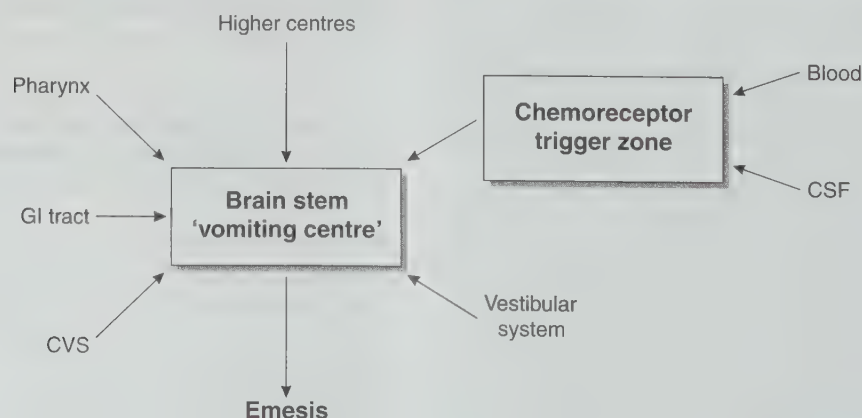 Higher centres
Pharynx
Blood
Chemoreceptor
trigger zone
CSF
Brain stem
‘vomiting centre’
GI tract
Vestibular
system
CVS
Emesis